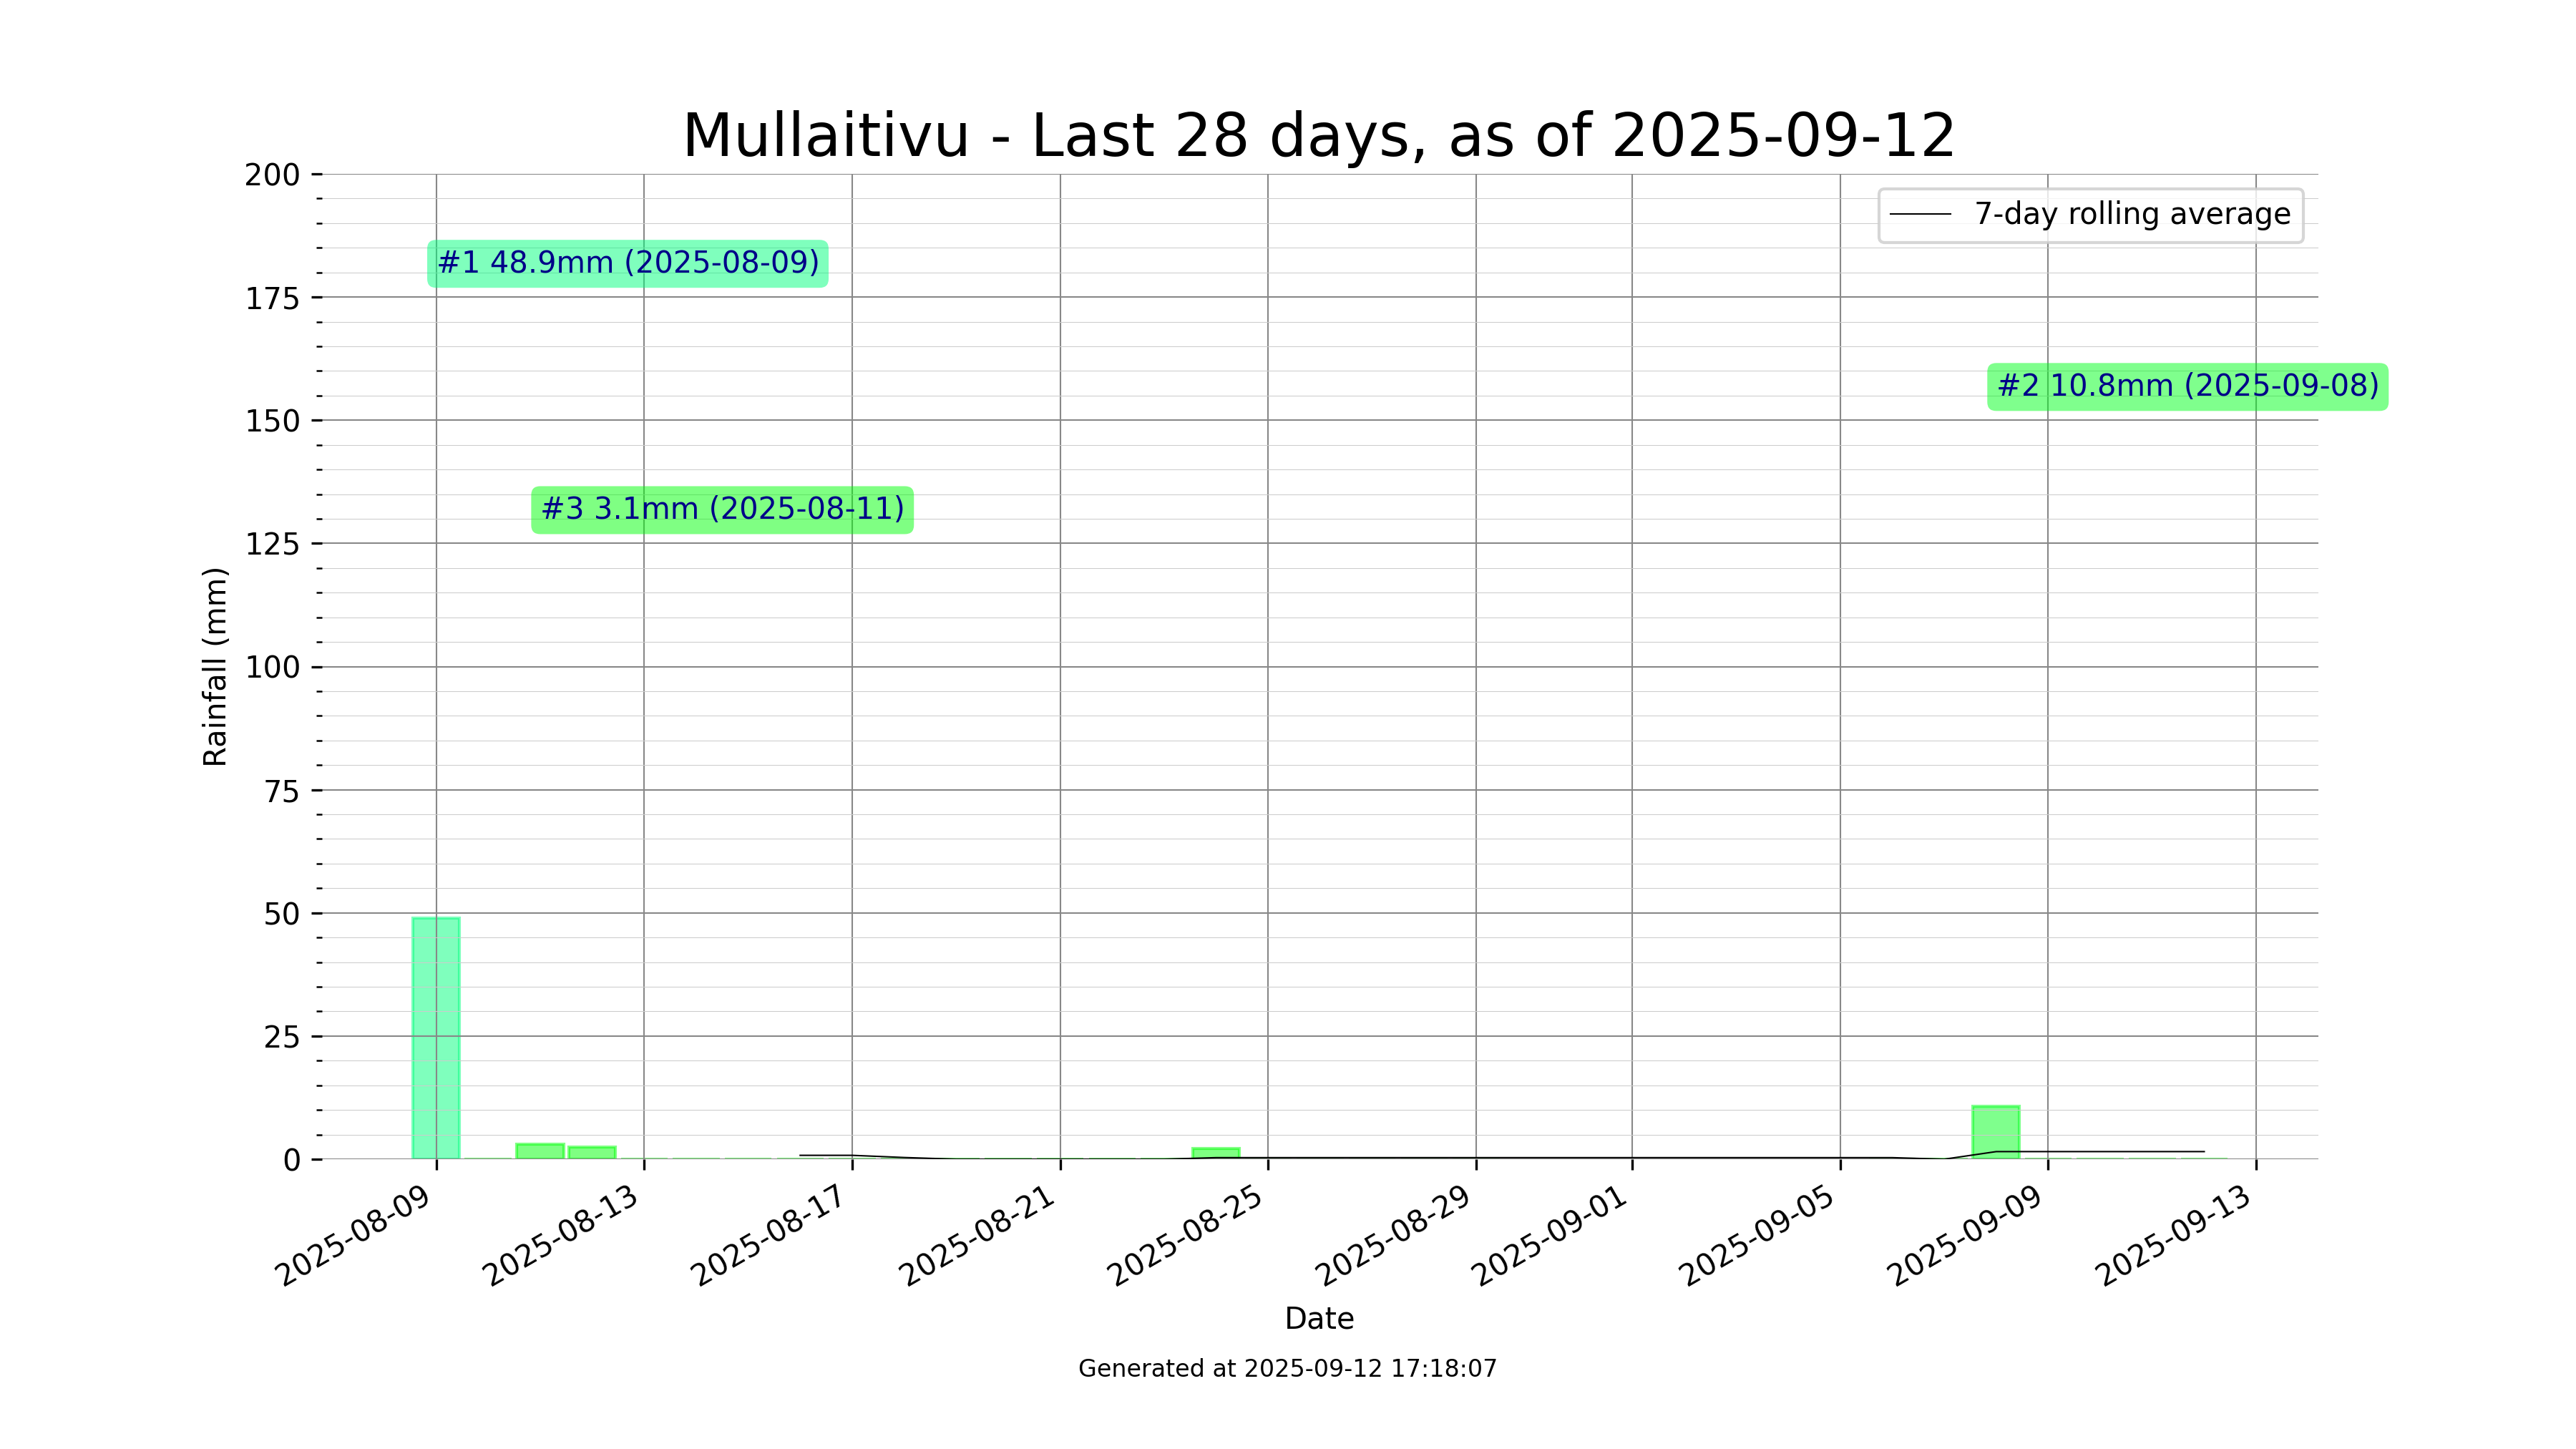 Mullaitivu - Last 28 days, as of 2025-09-12
200
175
150
125
100
75
50
25
0
Rainfall (mm)
7-day rolling average
#1 48.9mm (2025-08-09)
#2 10.8mm (2025-09-08)
#3 3.1mm (2025-08-11)
2025-08-09
2025-08-13
2025-08-17
2025-08-21
2025-08-25
2025-08-29
2025-09-01
2025-09-05
2025-09-09
2025-09-13
Date
Generated at 2025-09-12 17:18:07